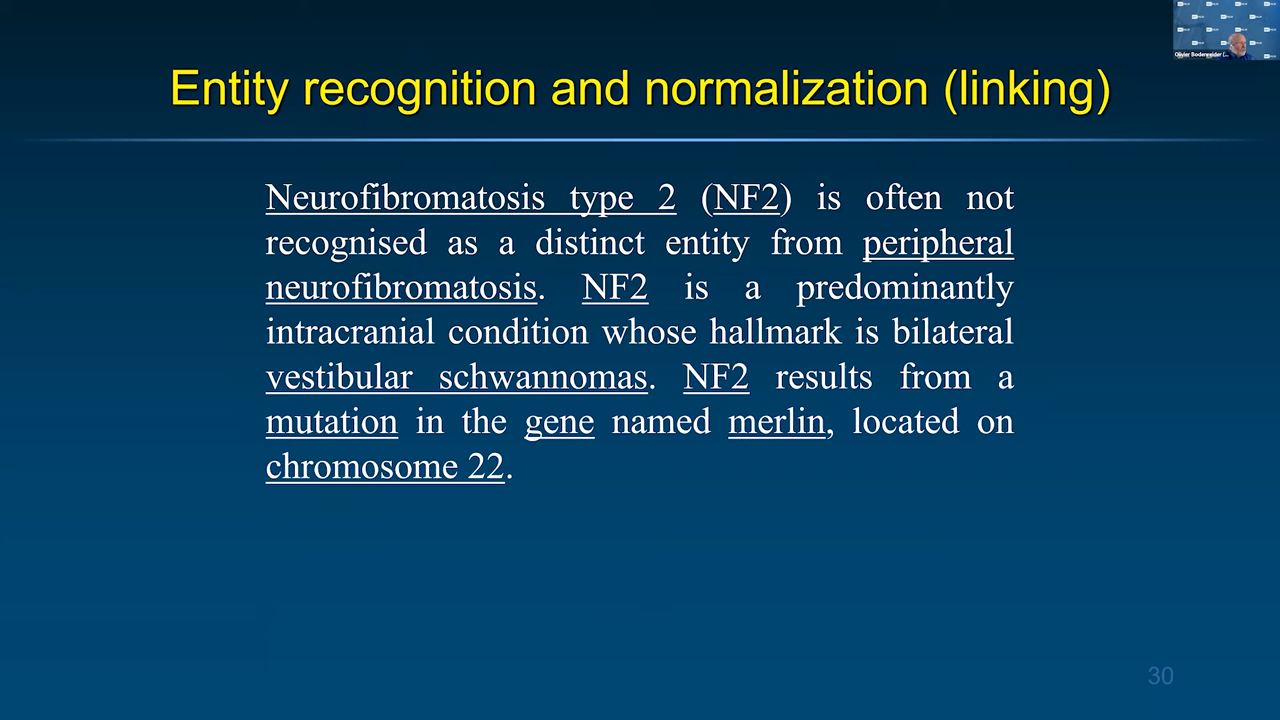 Entity recognition and normalization (linking)
Neurofibromatosis type 2 (NF2) is often not
recognised as a distinct entity from peripheral
neurofibromatosis. NF2 is a predominantly
intracranial condition whose hallmark is bilateral
vestibular schwannomas. NF2 results from a
mutation in the gene named merlin, located on
chromosome 22.
30